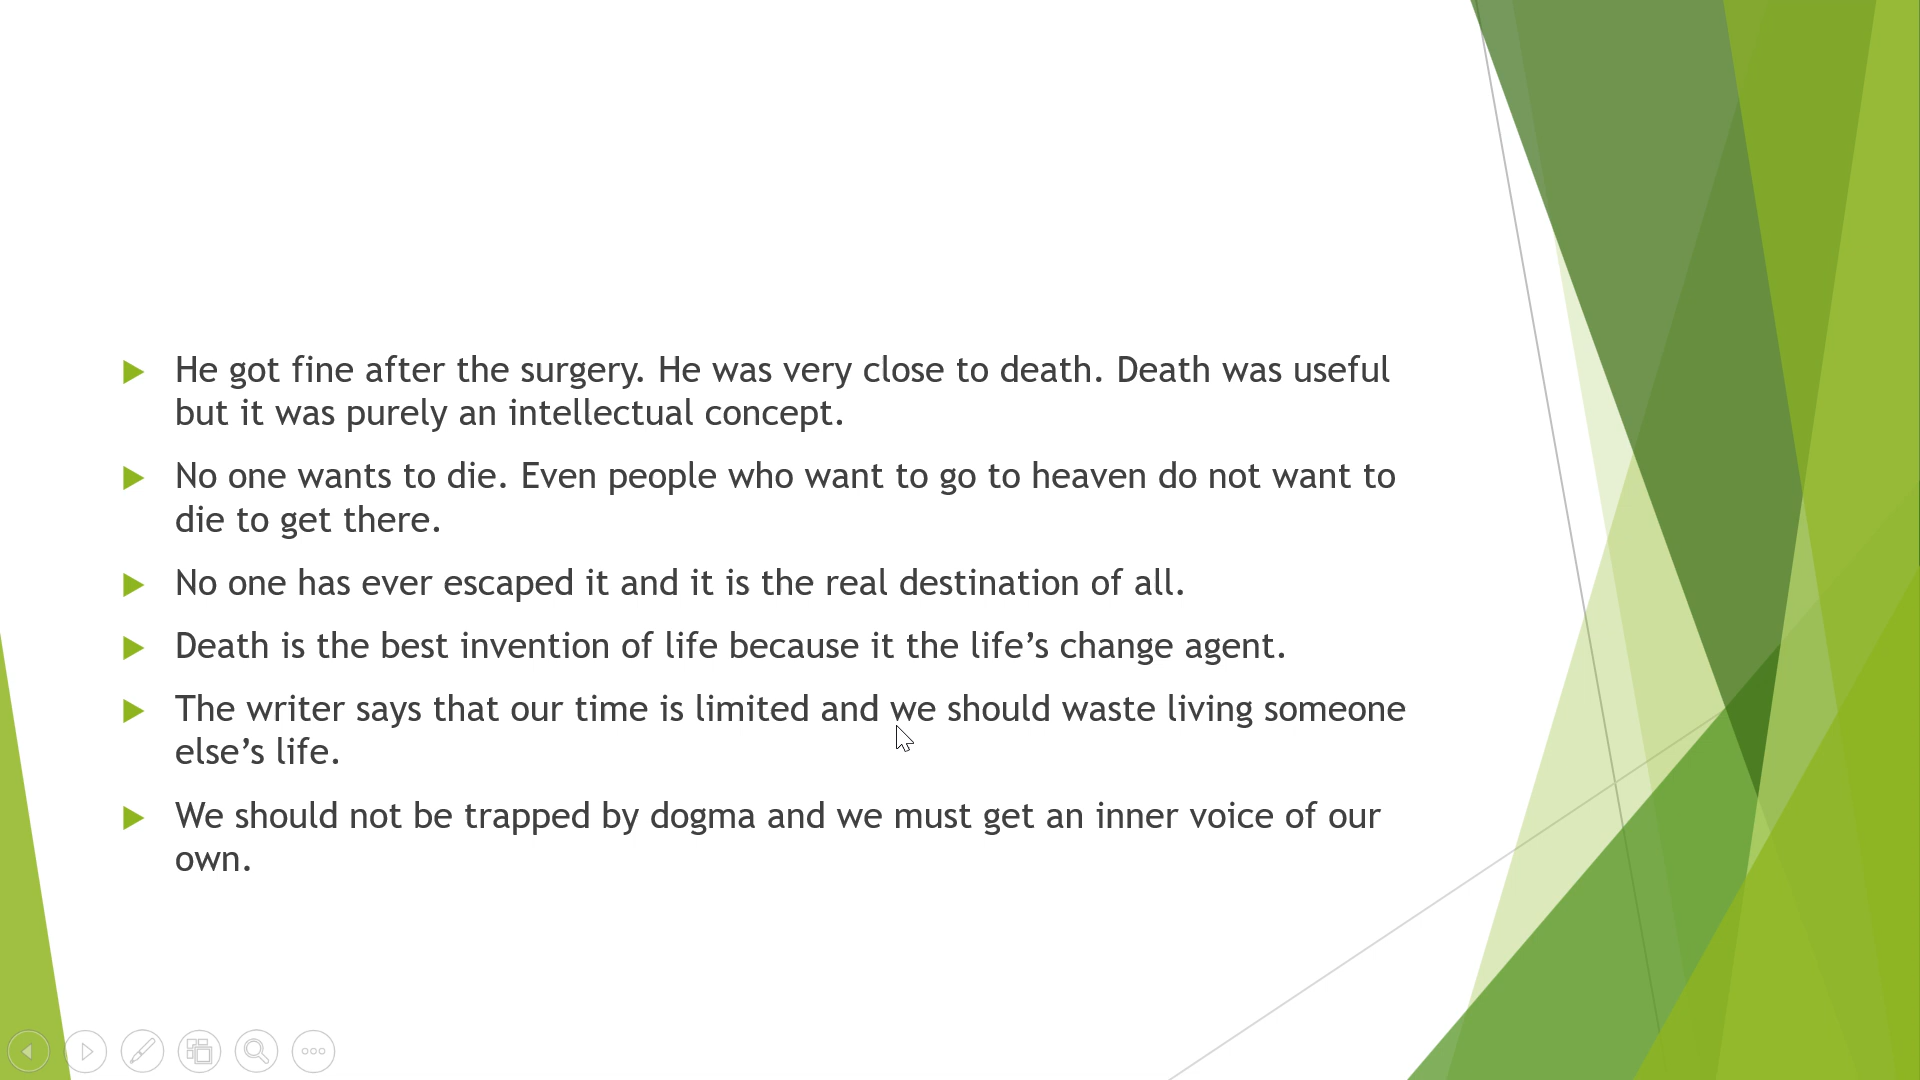 He got fine after the surgery. He was very close to death. Death was useful
but it was purely an intellectual concept.
No one wants to die. Even people who want to go to heaven do not want to
die to get there.
No one has ever escaped it and it is the real destination of all.
Death is the best invention of life because it the life’s change agent.
The writer says that our time is limited and we should waste living someone
else’s life.
We should not be trapped by dogma and we must get an inner voice of our
own.